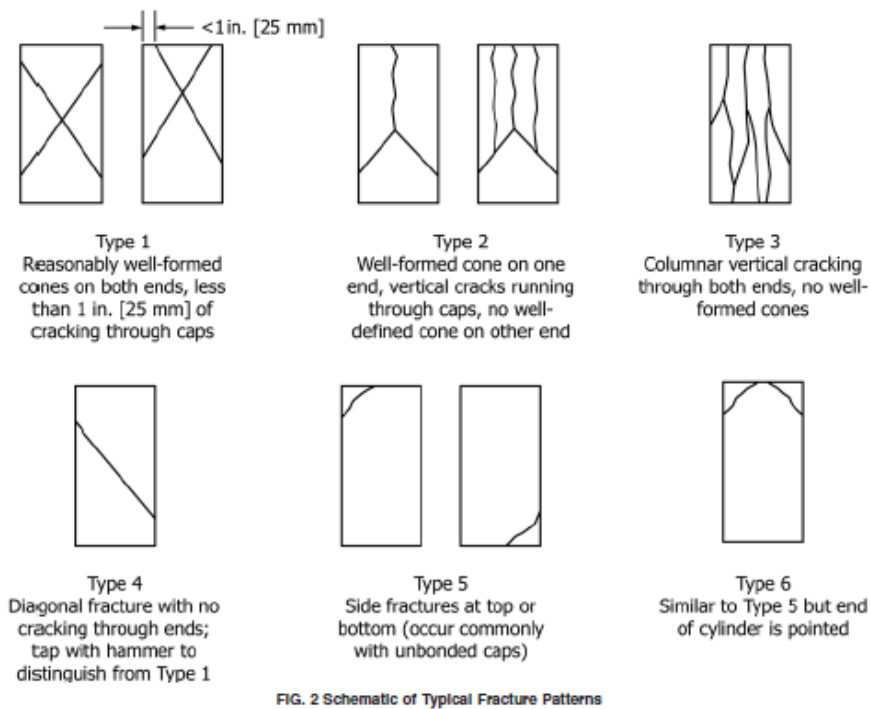 <1in. [25 mm]
Type 1
Reasonably well-formed
cones on both ends, less
than 1 in. [25 mm] of
cracking through caps
Type 2
Well-formed cone on one
end, vertical cracks running
through caps, no well-
defined cone on other end
Type 3
Columnar vertical cracking
through both ends, no well-
formed cones
Type 4
Diagonal fracture with no
cracking through ends;
tap with hammer to
distinguish from Type 1
Type 5
Side fractures at top or
bottom (occur commonly
with unbonded caps)
Type 6
Similar to Type 5 but end
of cylinder is pointed
FIG. 2 Schematic of Typical Fracture Patterns